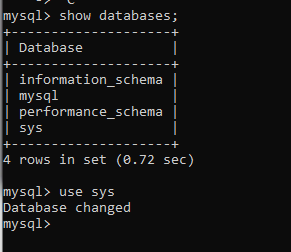 mysql> show databases;
+--------------------+
| Database           |
+--------------------+
| information_schema |
| mysql              |
| performance_schema |
| sys                |
+--------------------+
4 rows in set (0.72 sec)
mysql> use sys
Database changed
mysql>